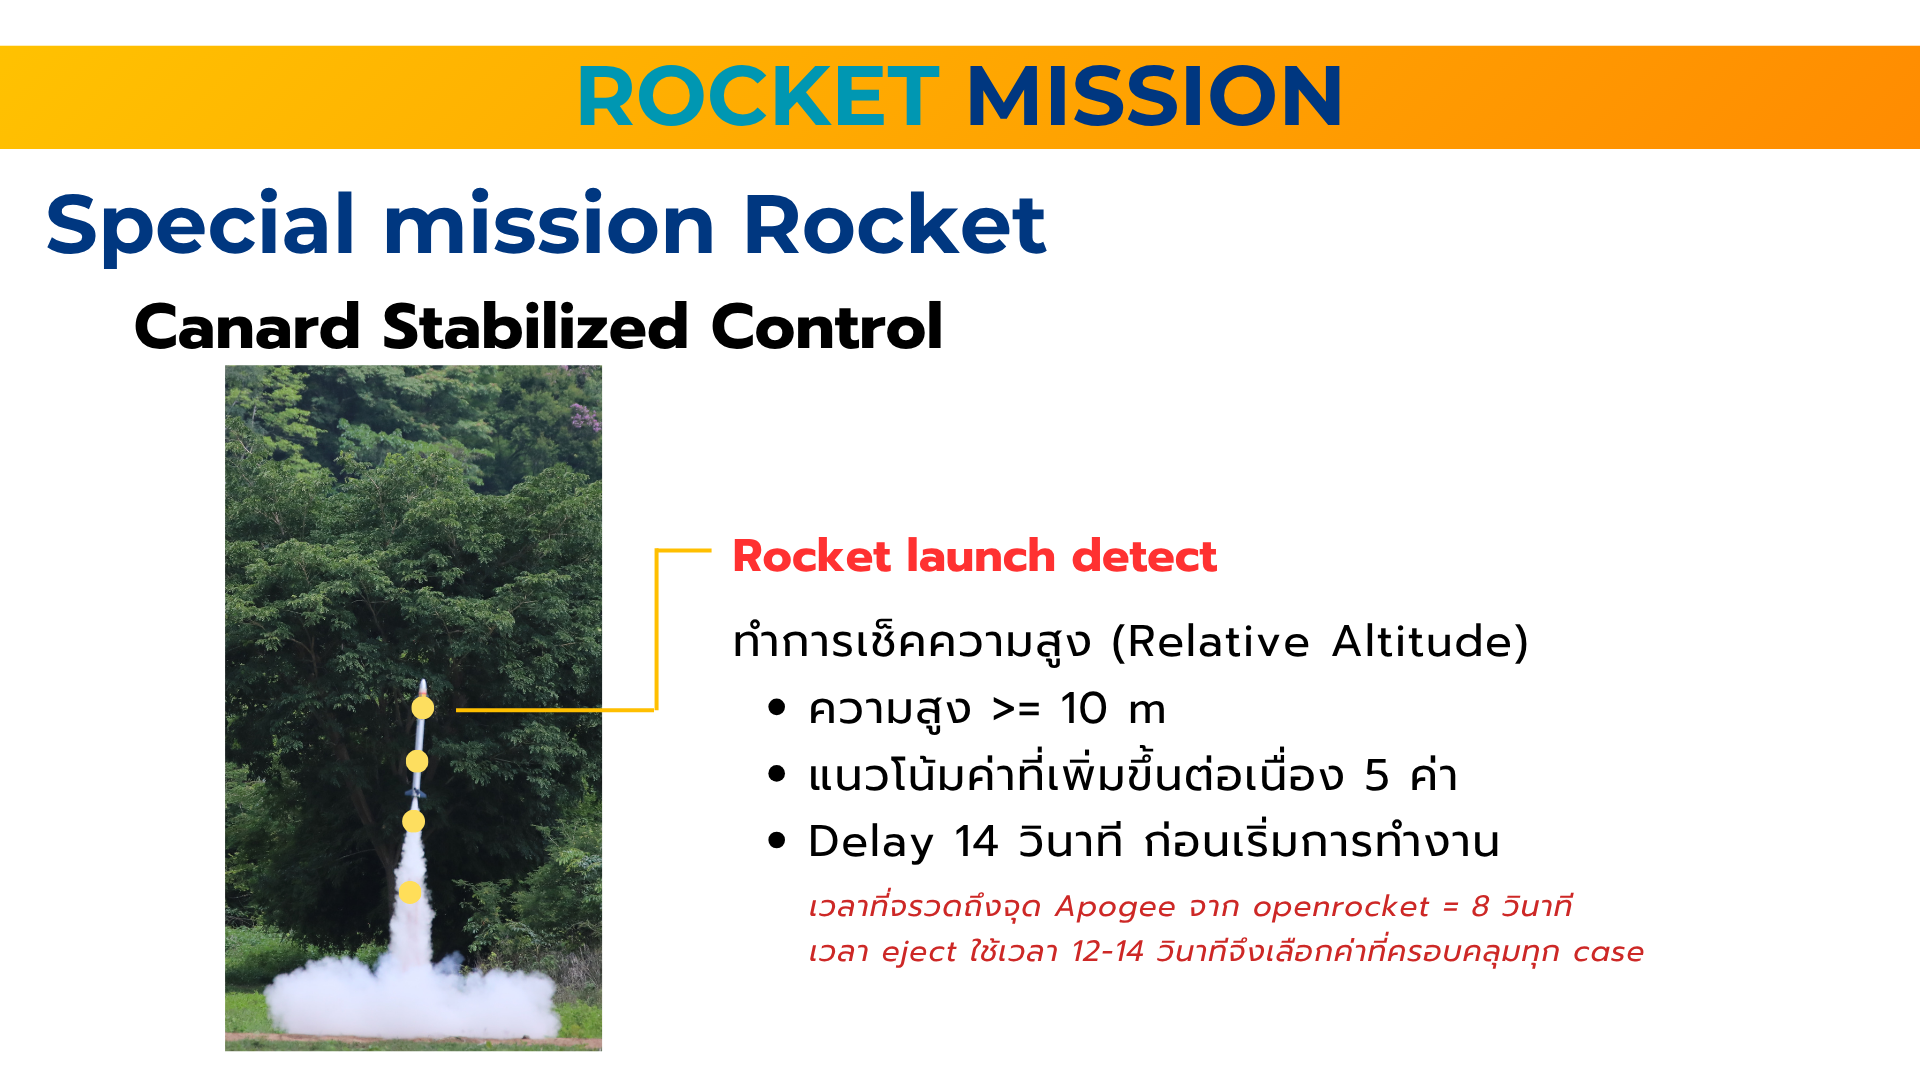 ROCKET MISSION
Special mission Rocket
Canard Stabilized Control
Rocket launch detect
ทำการเช็คความสูง (Relative Altitude)
• ความสูง >= 10 m
• แนวโน้มค่าที่เพิ่มขึ้นต่อเนื่อง 5 ค่า
• Delay 14 วินาที ก่อนเริ่มการทำงาน
เวลาที่จรวดถึงจุด Apogee จาก openrocket = 8 วินาที
เวลา eject ใช้เวลา 12-14 วินาทีจึงเลือกค่าที่ครอบคลุมทุก case